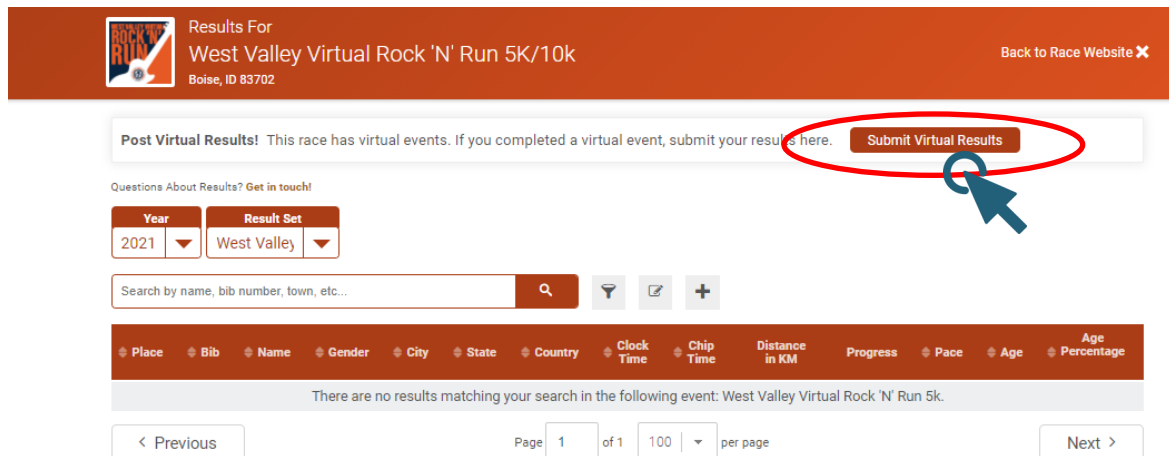 ROCK 'N'
RUN
Results For
West Valley Virtual Rock 'N' Run 5K/10k
Boise, ID 83702
Back to Race Website
Post Virtual Results! This race has virtual events. If you completed a virtual event, submit your results here.
Submit Virtual Results
Questions About Results? Get in touch!
Year
Result Set
2021
West Valley
Search by name, bib number, town, etc...
Place Bib Name Gender City State Country Clock Time Chip Time Distance in KM Progress Pace Age Age Percentage
There are no results matching your search in the following event: West Valley Virtual Rock 'N' Run 5k.
< Previous
Page 1 of 1 100 per page
Next >